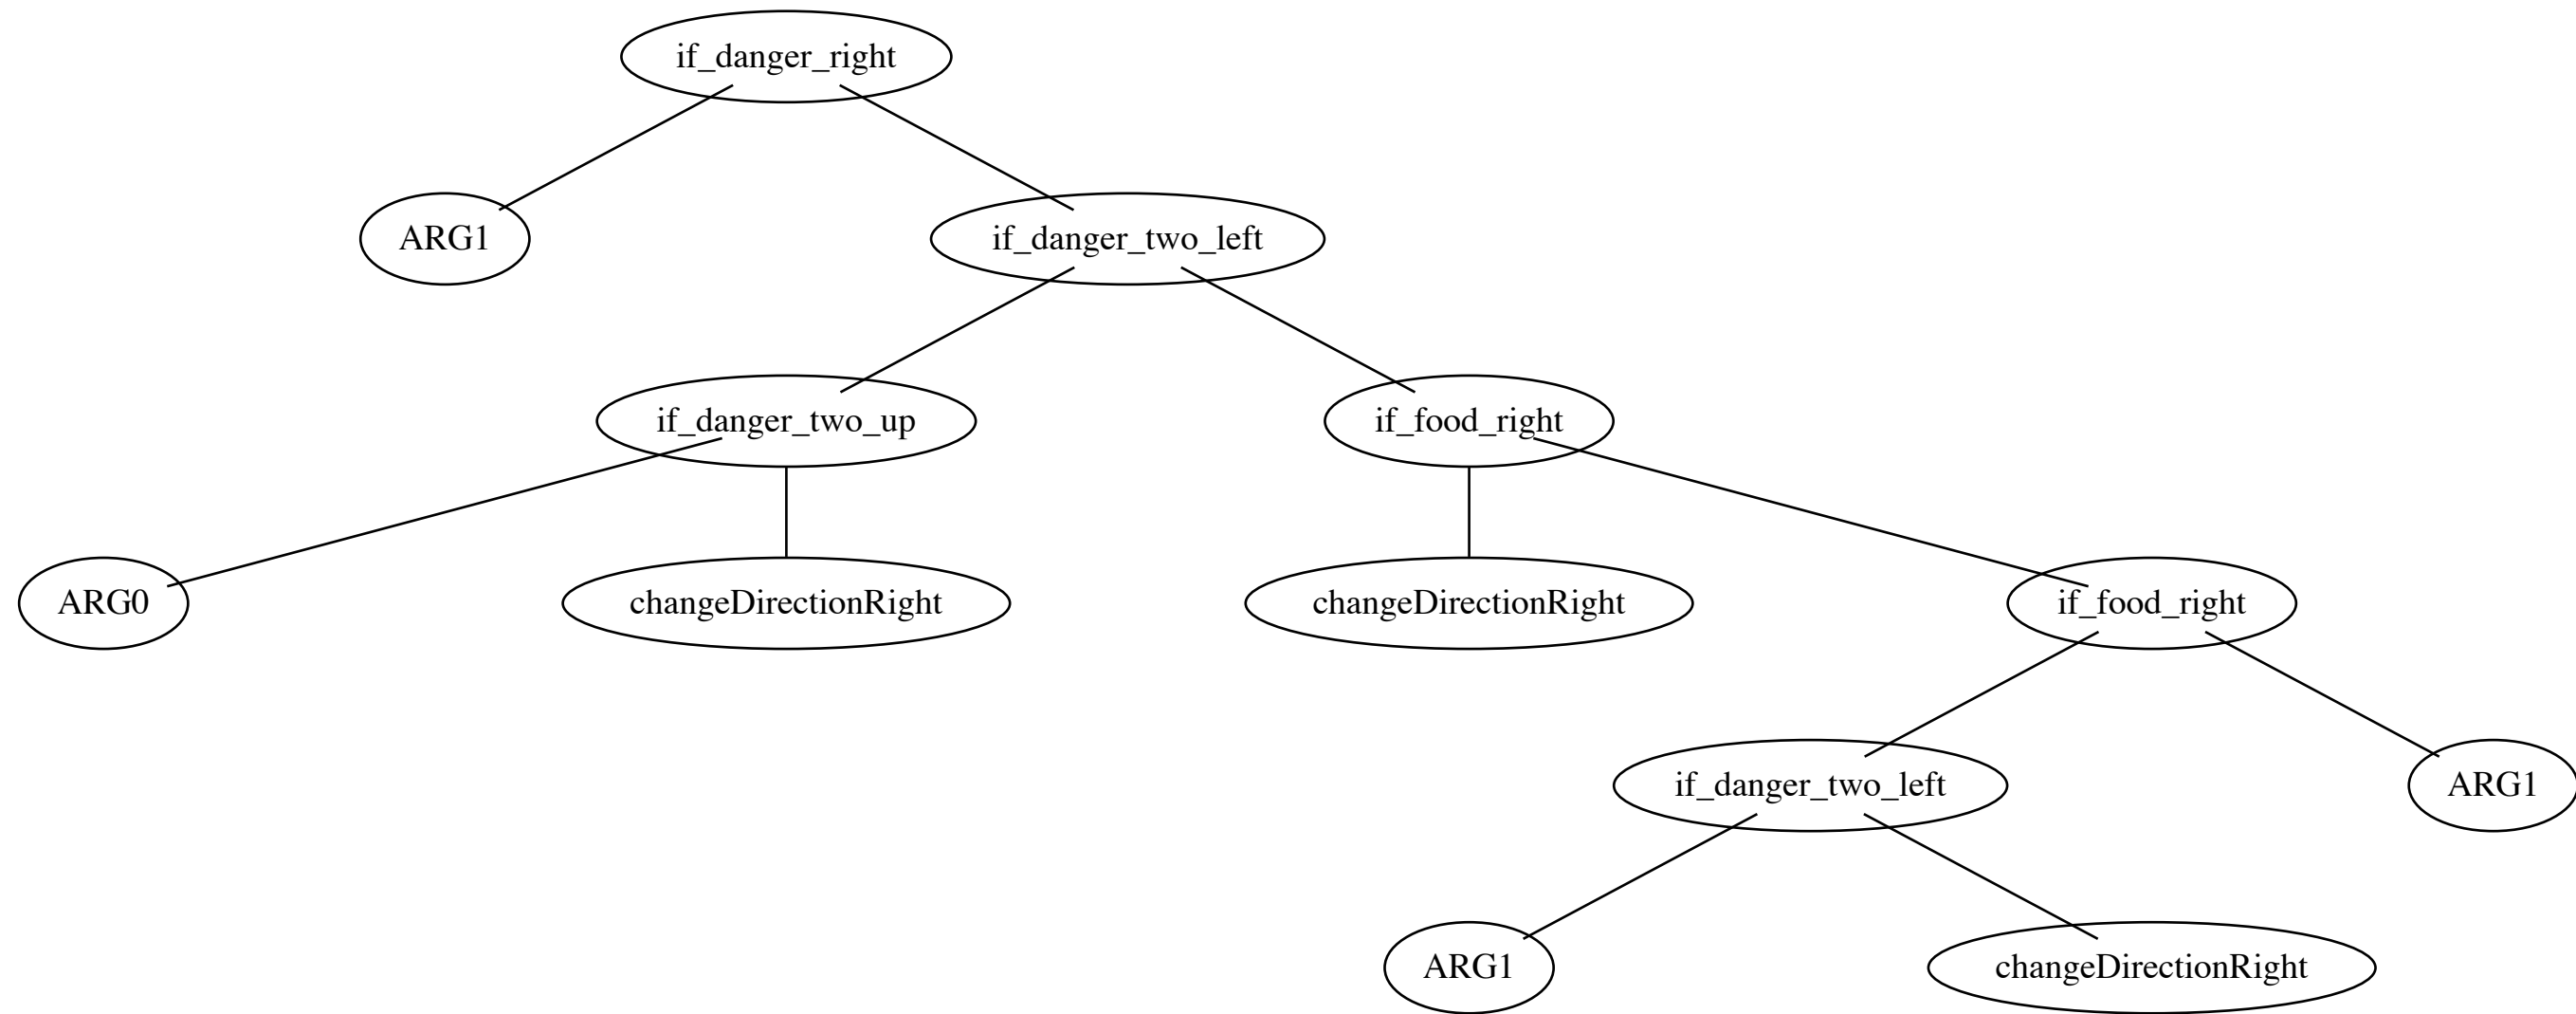 if_danger_right
ARG1
if_danger_two_left
if_danger_two_up
if_food_right
ARG0
changeDirectionRight
changeDirectionRight
if_food_right
if_danger_two_left
ARG1
ARG1
changeDirectionRight